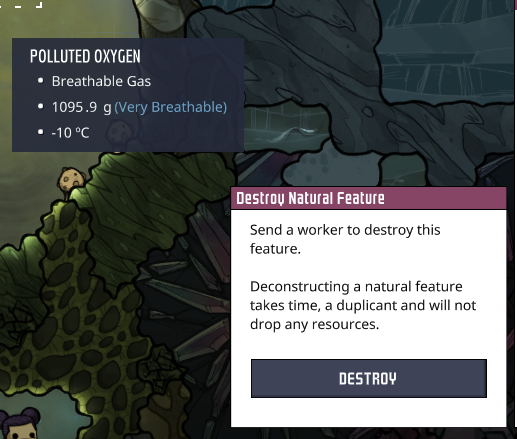 POLLUTED OXYGEN
• Breathable Gas
• 1095.9 g (Very Breathable)
• -10 ºC
Destroy Natural Feature
Send a worker to destroy this
feature.
Deconstructing a natural feature
takes time, a duplicant and will not
drop any resources.
DESTROY